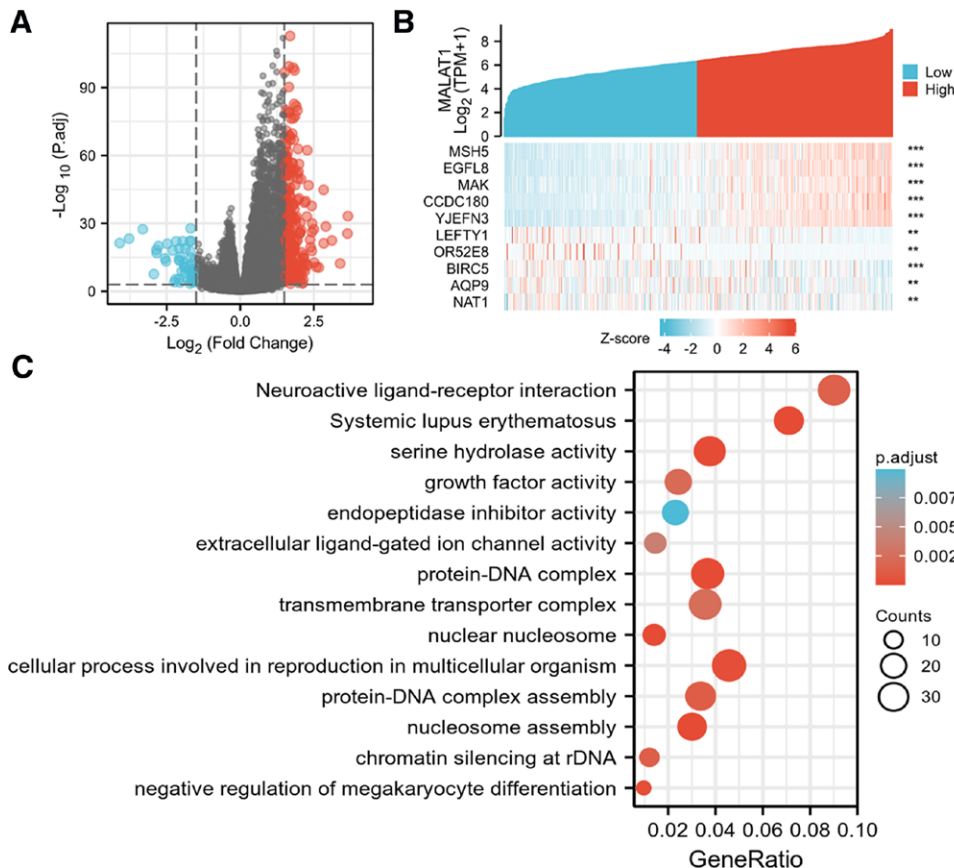 A
-Log 10 (P.adj)
90
60
30
0
-2.5 0.0 2.5
Log2 (Fold Change)
B
MALAT1
Log2 (TPM+1)
8
6
4
2
0
Low
High
MSH5 ***
EGFL8 ***
MAK ***
CCDC180 ***
YJEFN3 ***
LEFTY1 **
OR52E8 **
BIRC5 ***
AQP9 **
NAT1 **
Z-score
-4 -2 0 2 4 6
C
Neuroactive ligand-receptor interaction
Systemic lupus erythematosus
serine hydrolase activity
growth factor activity
endopeptidase inhibitor activity
extracellular ligand-gated ion channel activity
protein-DNA complex
transmembrane transporter complex
nuclear nucleosome
cellular process involved in reproduction in multicellular organism
protein-DNA complex assembly
nucleosome assembly
chromatin silencing at rDNA
negative regulation of megakaryocyte differentiation
0.02 0.04 0.06 0.08 0.10
GeneRatio
p.adjust
0.007
0.005
0.002
Counts
10
20
30